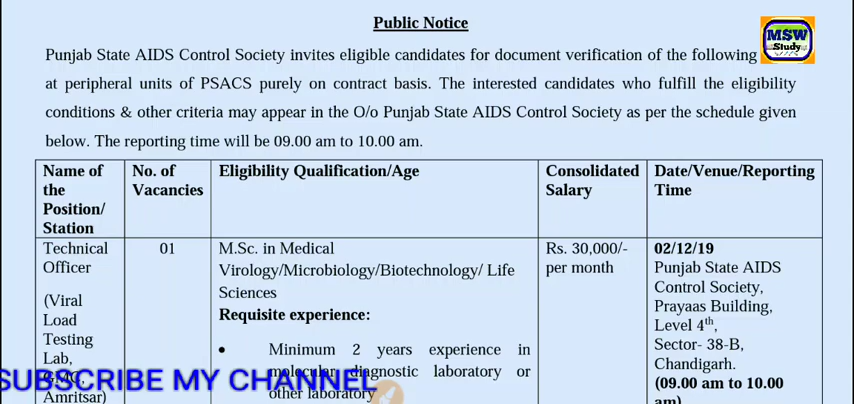 Public Notice
MSW
Study
Punjab State AIDS Control Society invites eligible candidates for document verification of the following
at peripheral units of PSACS purely on contract basis. The interested candidates who fulfill the eligibility
conditions & other criteria may appear in the O/o Punjab State AIDS Control Society as per the schedule given
below. The reporting time will be 09.00 am to 10.00 am.
Name of the Position/ Station
No. of Vacancies
Eligibility Qualification/Age
Consolidated Salary
Date/Venue/Reporting Time
Technical
Officer
(Viral
Load
Testing
Lab,
GMC,
Amritsar)
01
M.Sc. in Medical
Virology/Microbiology/Biotechnology/ Life
Sciences
Requisite experience:
• Minimum 2 years experience in
molecular diagnostic laboratory or
other laboratory
Rs. 30,000/-
per month
02/12/19
Punjab State AIDS
Control Society,
Prayaas Building,
Level 4th,
Sector- 38-B,
Chandigarh.
(09.00 am to 10.00
am)
SUBSCRIBE MY CHANNEL